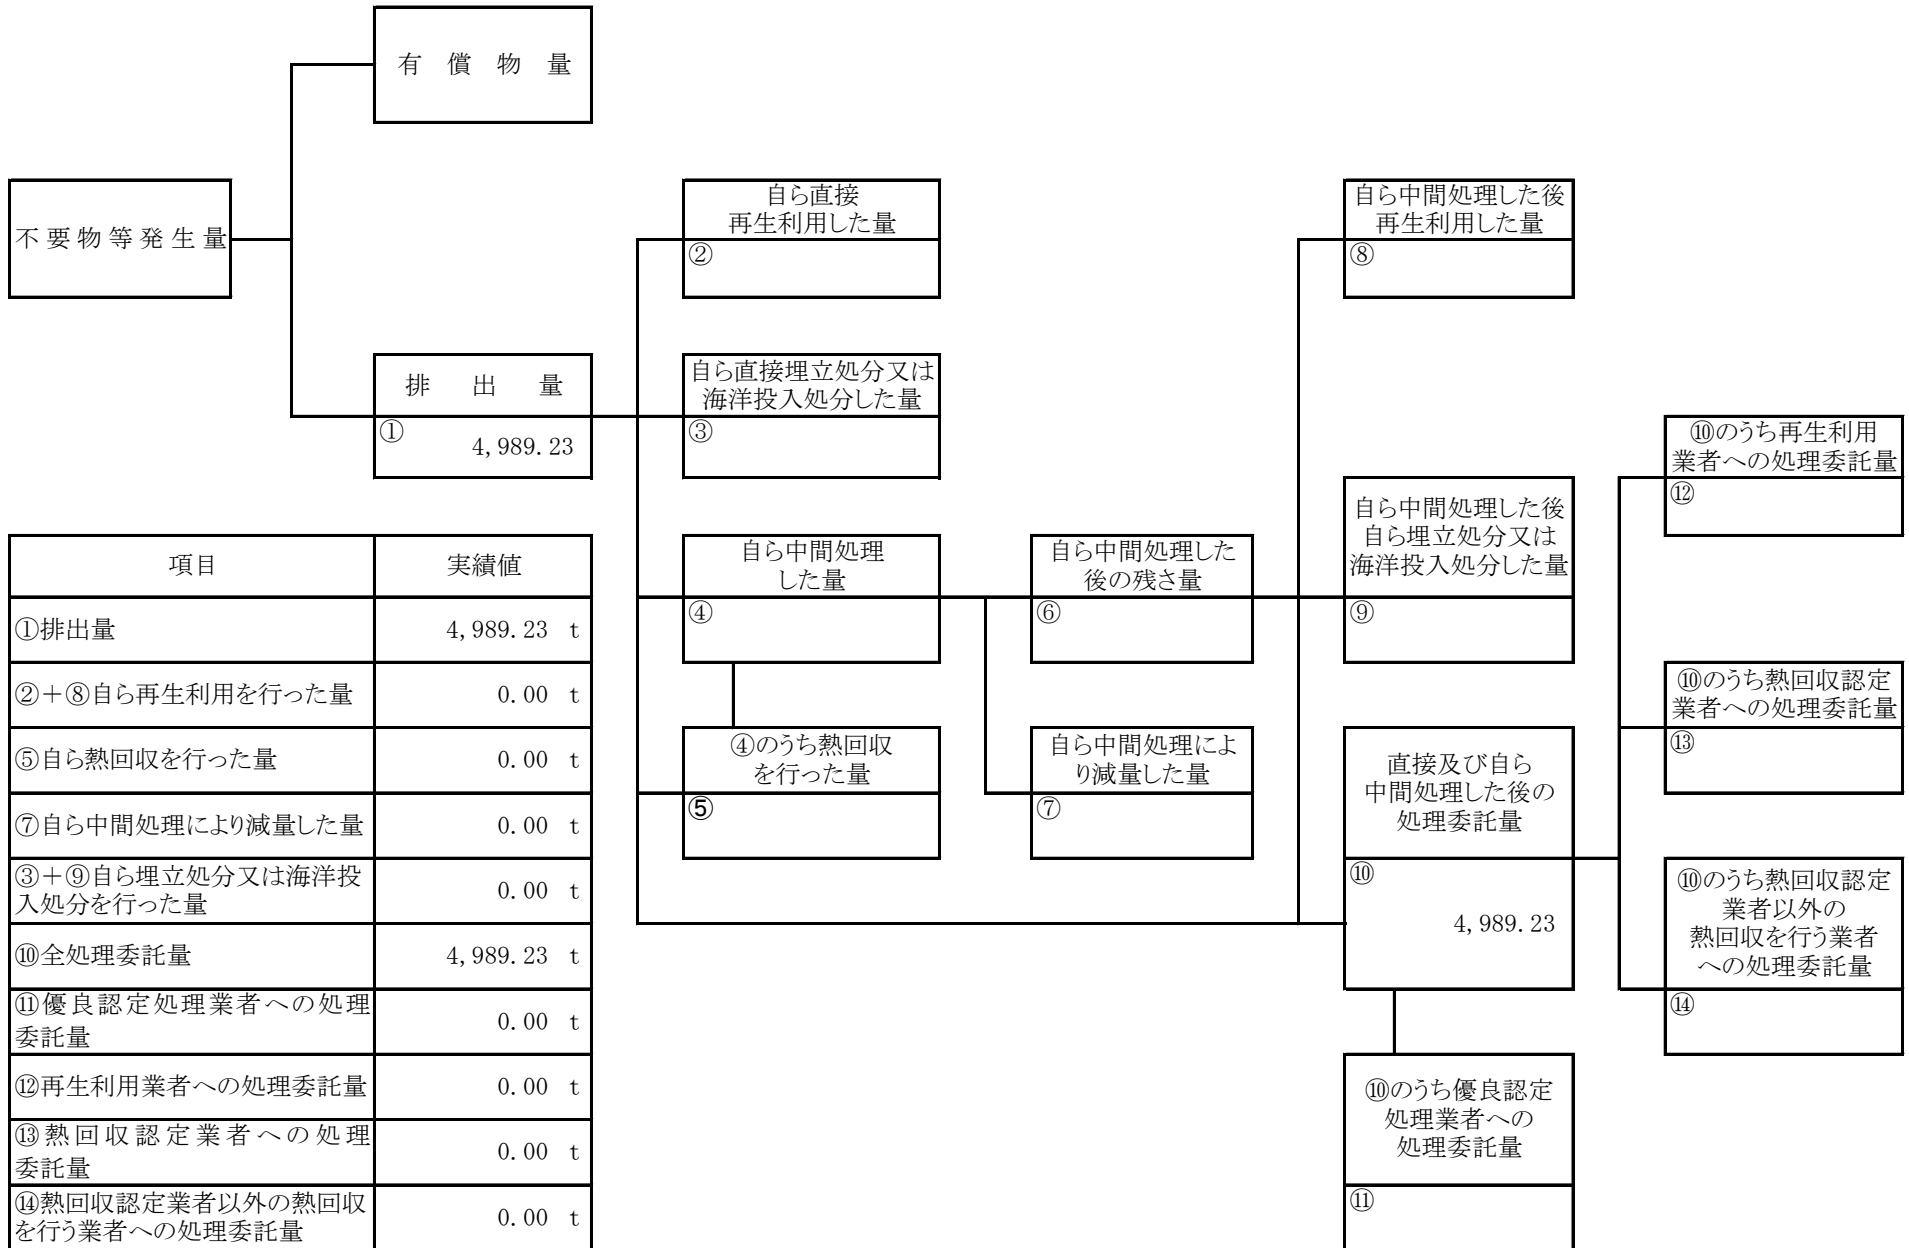 有償物量
不要物等発生量
排出量
①
4,989.23
自ら直接
再生利用した量
②
自ら直接埋立処分又は
海洋投入処分した量
③
自ら中間処理
した量
④
④のうち熱回収
を行った量
⑤
自ら中間処理した
後の残さ量
⑥
自ら中間処理によ
り減量した量
⑦
自ら中間処理した後
再生利用した量
⑧
自ら中間処理した後
自ら埋立処分又は
海洋投入処分した量
⑨
直接及び自ら
中間処理した後の
処理委託量
⑩
4,989.23
⑩のうち優良認定
処理業者への
処理委託量
⑪
⑩のうち再生利用
業者への処理委託量
⑫
⑩のうち熱回収認定
業者への処理委託量
⑬
⑩のうち熱回収認定
業者以外の
熱回収を行う業者
への処理委託量
⑭
項目 実績値
①排出量 4,989.23 t
②+⑧自ら再生利用を行った量 0.00 t
⑤自ら熱回収を行った量 0.00 t
⑦自ら中間処理により減量した量 0.00 t
③+⑨自ら埋立処分又は海洋投
入処分を行った量 0.00 t
⑩全処理委託量 4,989.23 t
⑪優良認定処理業者への処理
委託量 0.00 t
⑫再生利用業者への処理委託量 0.00 t
⑬熱回収認定業者への処理
委託量 0.00 t
⑭熱回収認定業者以外の熱回収
を行う業者への処理委託量 0.00 t